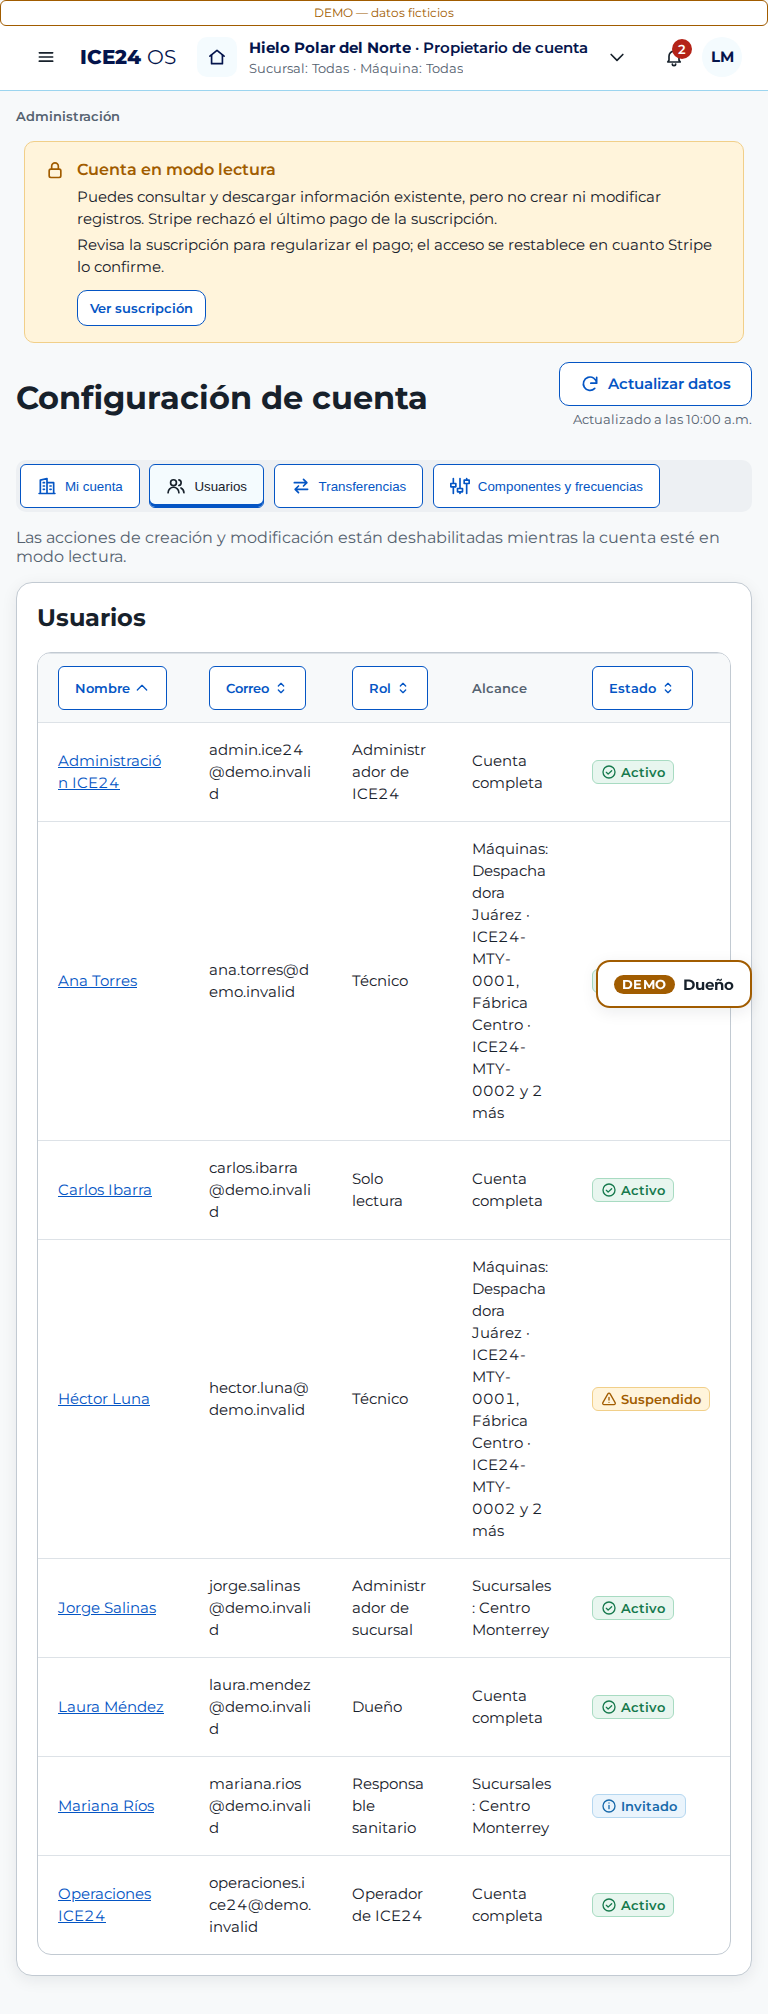 DEMO — datos ficticios
ICE24 OS
Hielo Polar del Norte · Propietario de cuenta
Sucursal: Todas · Máquina: Todas
2
LM
Administración
Cuenta en modo lectura
Puedes consultar y descargar información existente, pero no crear ni modificar
registros. Stripe rechazó el último pago de la suscripción.
Revisa la suscripción para regularizar el pago; el acceso se restablece en cuanto Stripe
lo confirme.
Ver suscripción
Configuración de cuenta
Actualizar datos
Actualizado a las 10:00 a.m.
Mi cuenta
Usuarios
Transferencias
Componentes y frecuencias
Las acciones de creación y modificación están deshabilitadas mientras la cuenta esté en
modo lectura.
Usuarios
Nombre
Correo
Rol
Alcance
Estado
Administració
n ICE24
admin.ice24
@demo.invali
d
Administr
ador de
ICE24
Cuenta
completa
Activo
Ana Torres
ana.torres@d
emo.invalid
Técnico
Máquinas:
Despacha
dora
Juárez ·
ICE24-
MTY-
0001,
Fábrica
Centro ·
ICE24-
MTY-
0002 y 2
más
DEMO Dueño
Carlos Ibarra
carlos.ibarra
@demo.invali
d
Solo
lectura
Cuenta
completa
Activo
Héctor Luna
hector.luna@
demo.invalid
Técnico
Máquinas:
Despacha
dora
Juárez ·
ICE24-
MTY-
0001,
Fábrica
Centro ·
ICE24-
MTY-
0002 y 2
más
Suspendido
Jorge Salinas
jorge.salinas
@demo.invali
d
Administr
ador de
sucursal
Sucursales
: Centro
Monterrey
Activo
Laura Méndez
laura.mendez
@demo.invali
d
Dueño
Cuenta
completa
Activo
Mariana Ríos
mariana.rios
@demo.invali
d
Responsa
ble
sanitario
Sucursales
: Centro
Monterrey
Invitado
Operaciones
ICE24
operaciones.i
ce24@demo.
invalid
Operador
de ICE24
Cuenta
completa
Activo